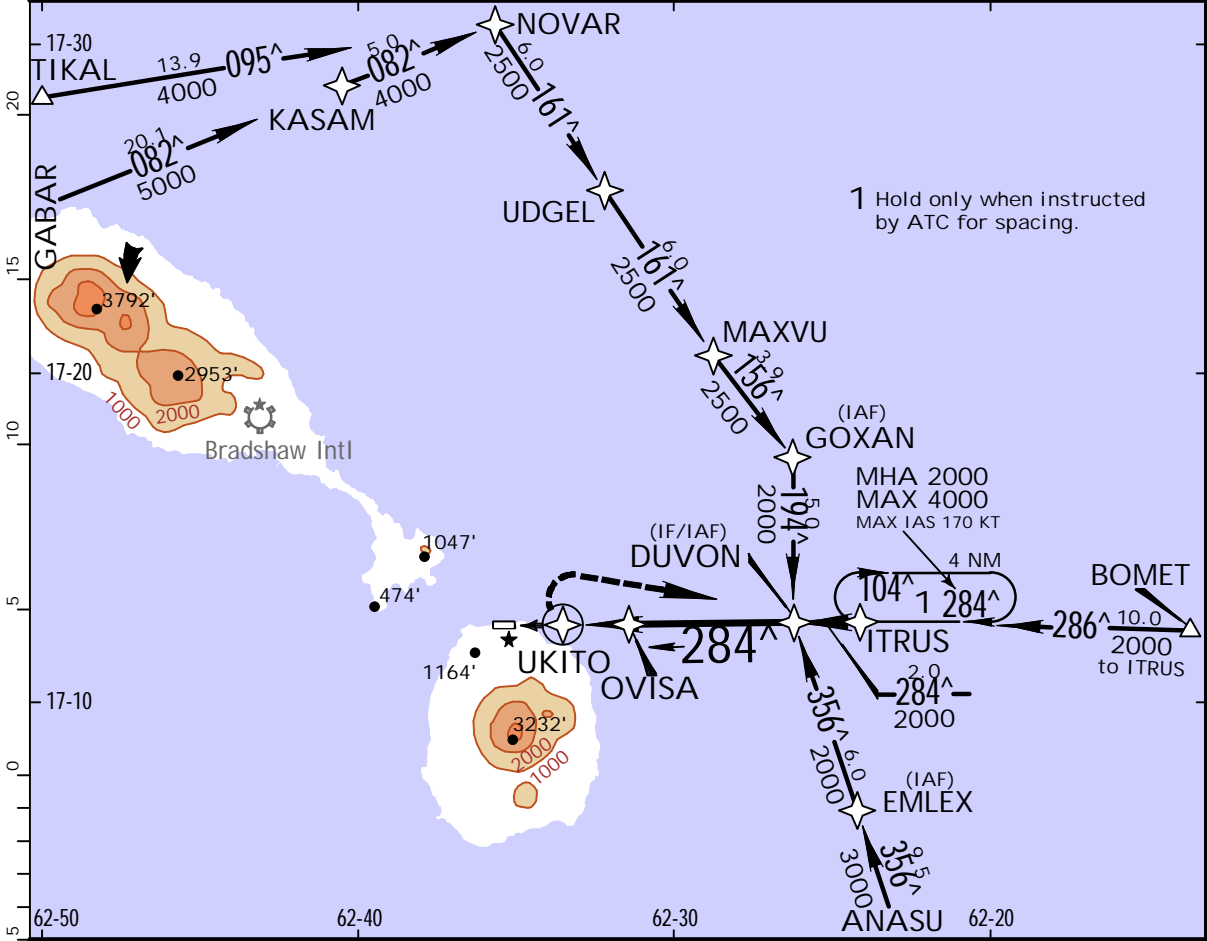 NOVAR
17-30
TIKAL
13.9
095^
4000
5.0
082^
4000
KASAM
6.0
2500
161^
20
20.1
082^
5000
GABAR
UDGEL
1 Hold only when instructed
by ATC for spacing.
6.0
161^
2500
15
3792'
MAXVU
17-20
2953'
1000
2000
3.9
156^
2500
Bradshaw Intl
10
(IAF)
GOXAN
MHA 2000
MAX 4000
MAX IAS 170 KT
5.0
194^
2000
(IF/IAF)
DUVON
1047'
4 NM
BOMET
104^
1
284^
474'
5
286^
10.0
2000
to ITRUS
ITRUS
284^
UKITO
OVISA
1164'
2.0
284^
2000
17-10
3232'
2000
1000
356^
6.0
2000
0
(IAF)
EMLEX
9.5
356^
3000
ANASU
5
62-50
62-40
62-30
62-20